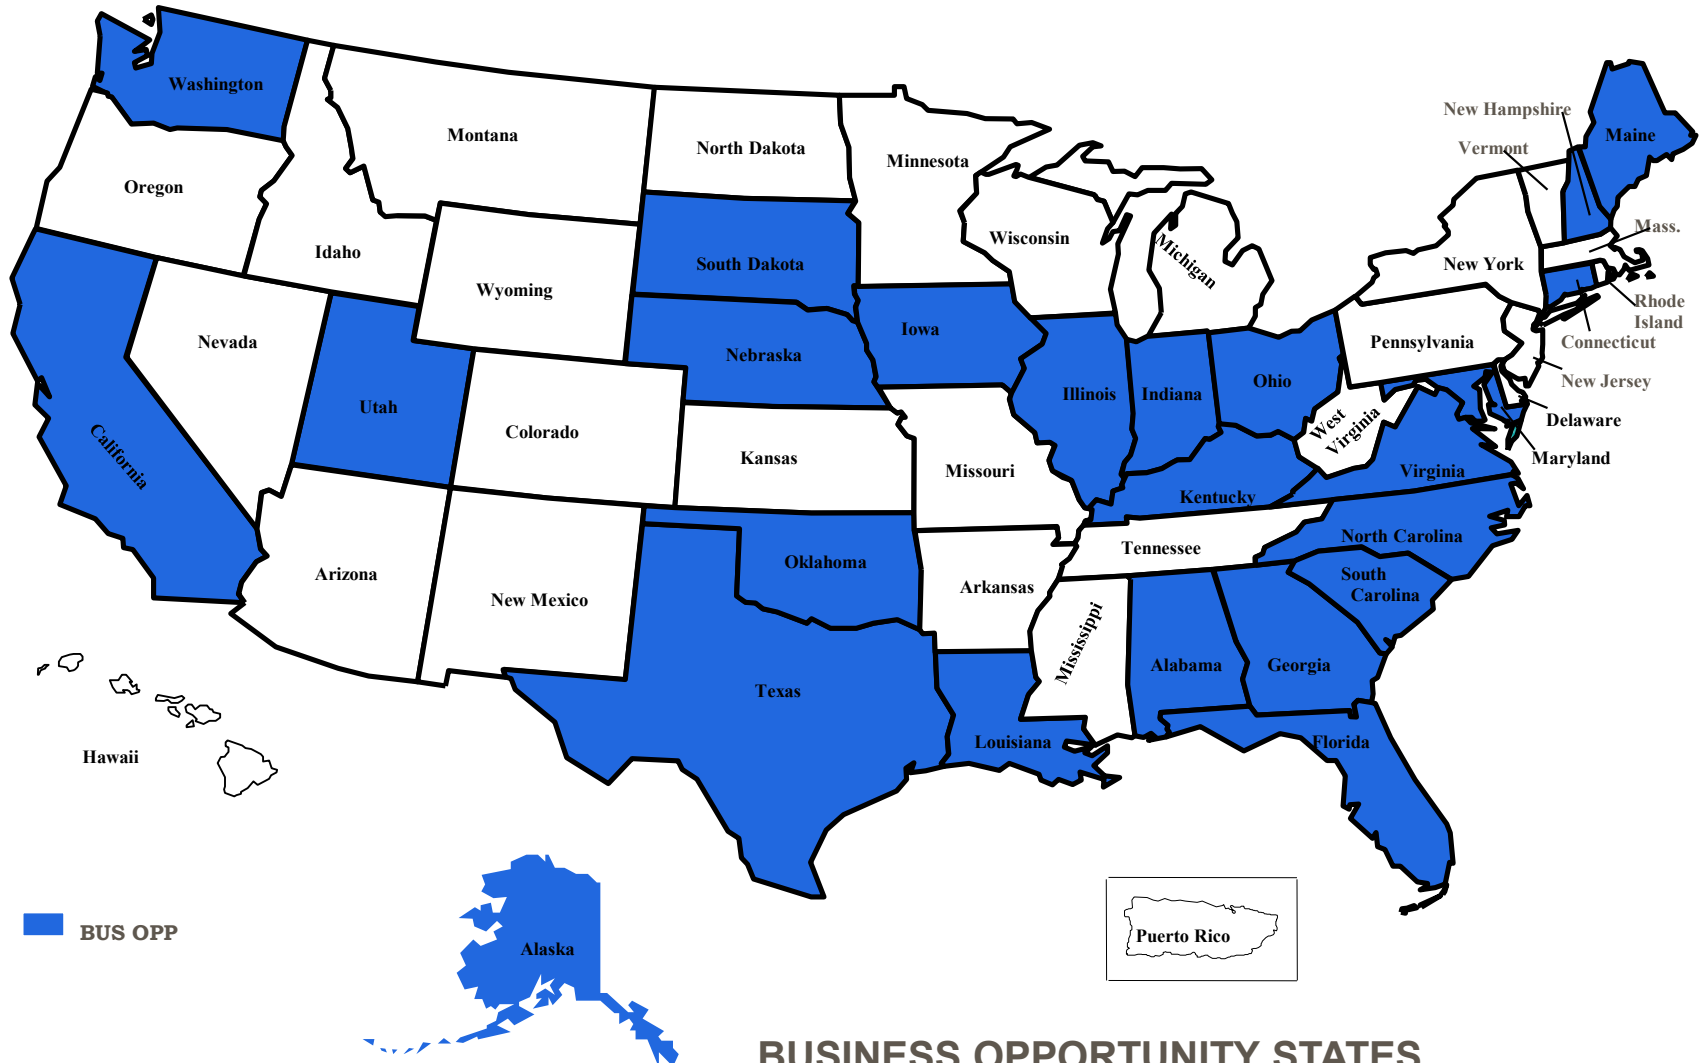 New Hampshire
Vermont
Maine
Washington
Montana
North Dakota
Minnesota
Oregon
Idaho
Wyoming
South Dakota
Wisconsin
Michigan
New York
Mass.
Rhode
Island
Connecticut
New Jersey
Delaware
Maryland
Pennsylvania
Nevada
Utah
Colorado
Nebraska
Iowa
Illinois
Indiana
Ohio
West
Virginia
Virginia
California
Kansas
Missouri
Kentucky
North Carolina
Tennessee
South
Carolina
Arizona
New Mexico
Oklahoma
Arkansas
Mississippi
Alabama
Georgia
Texas
Louisiana
Florida
Hawaii
Alaska
Puerto Rico
BUS OPP
BUSINESS OPPORTUNITY STATES